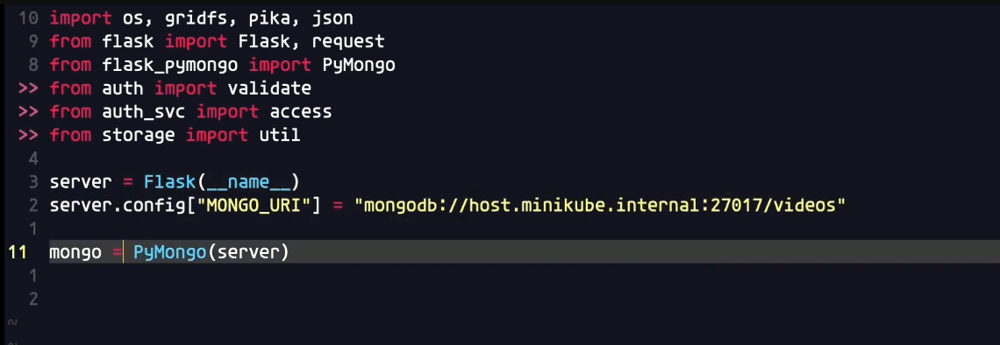 10 import os, gridfs, pika, json
9 from flask import Flask, request
8 from flask_pymongo import PyMongo
>> from auth import validate
>> from auth_svc import access
>> from storage import util
4
3 server = Flask(__name__)
2 server.config["MONGO_URI"] = "mongodb://host.minikube.internal:27017/videos"
1
11 mongo = PyMongo(server)
1
2
~
~